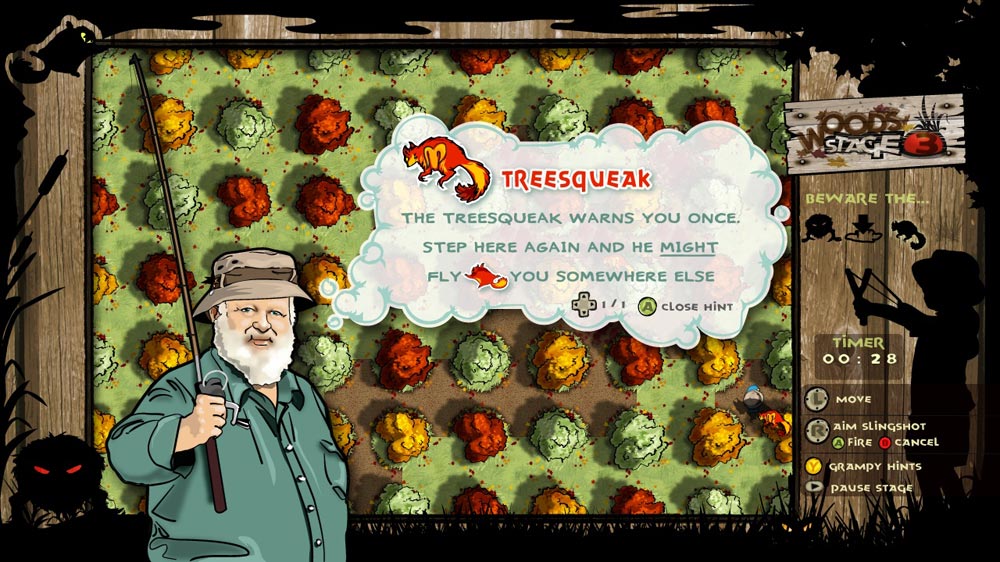 WOODSY
STAGE 3
TREESQUEAK
THE TREESQUEAK WARNS YOU ONCE.
STEP HERE AGAIN AND HE MIGHT
FLY YOU SOMEWHERE ELSE
1/1 A CLOSE HINT
BEWARE THE...
TIMER
00:28
L MOVE
R AIM SLINGSHOT
A FIRE B CANCEL
Y GRAMPY HINTS
PAUSE STAGE